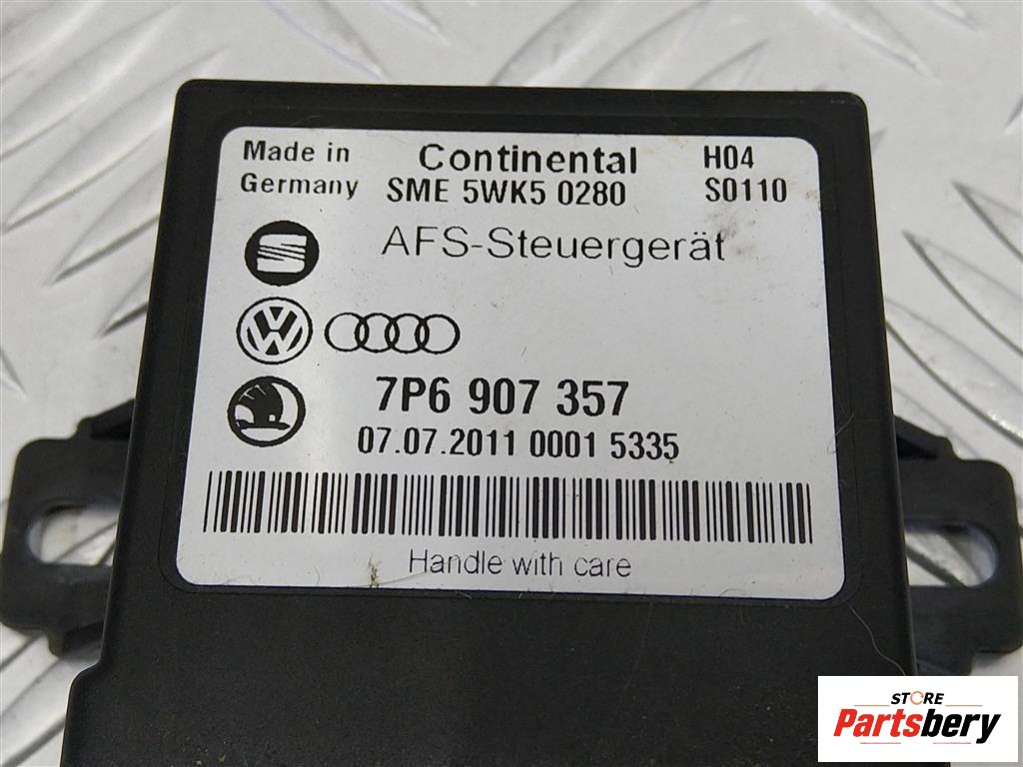 Made in Continental H04
Germany SME 5WK5 0280 S0110
AFS-Steuergerät
7P6 907 357
07.07.2011 0001 5335
Handle with care
STORE
Partsbery